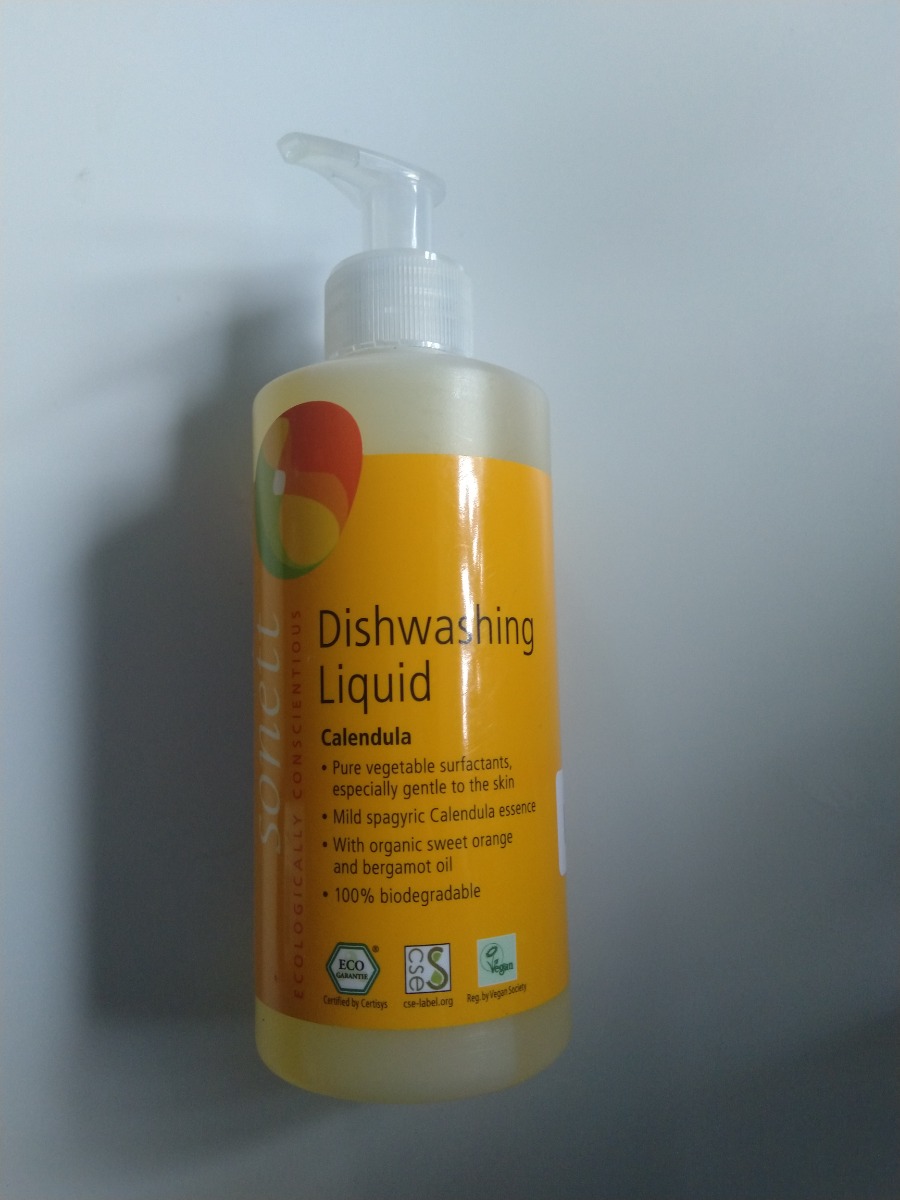 sonett
ECOLOGICALLY CONSCIENTIOUS
Dishwashing
Liquid
Calendula
• Pure vegetable surfactants,
especially gentle to the skin
• Mild spagyric Calendula essence
• With organic sweet orange
and bergamot oil
• 100% biodegradable
ECO
GARANTIE
®
Certified by Certisys
cse
cse-label.org
Vegan
Reg. by Vegan Society